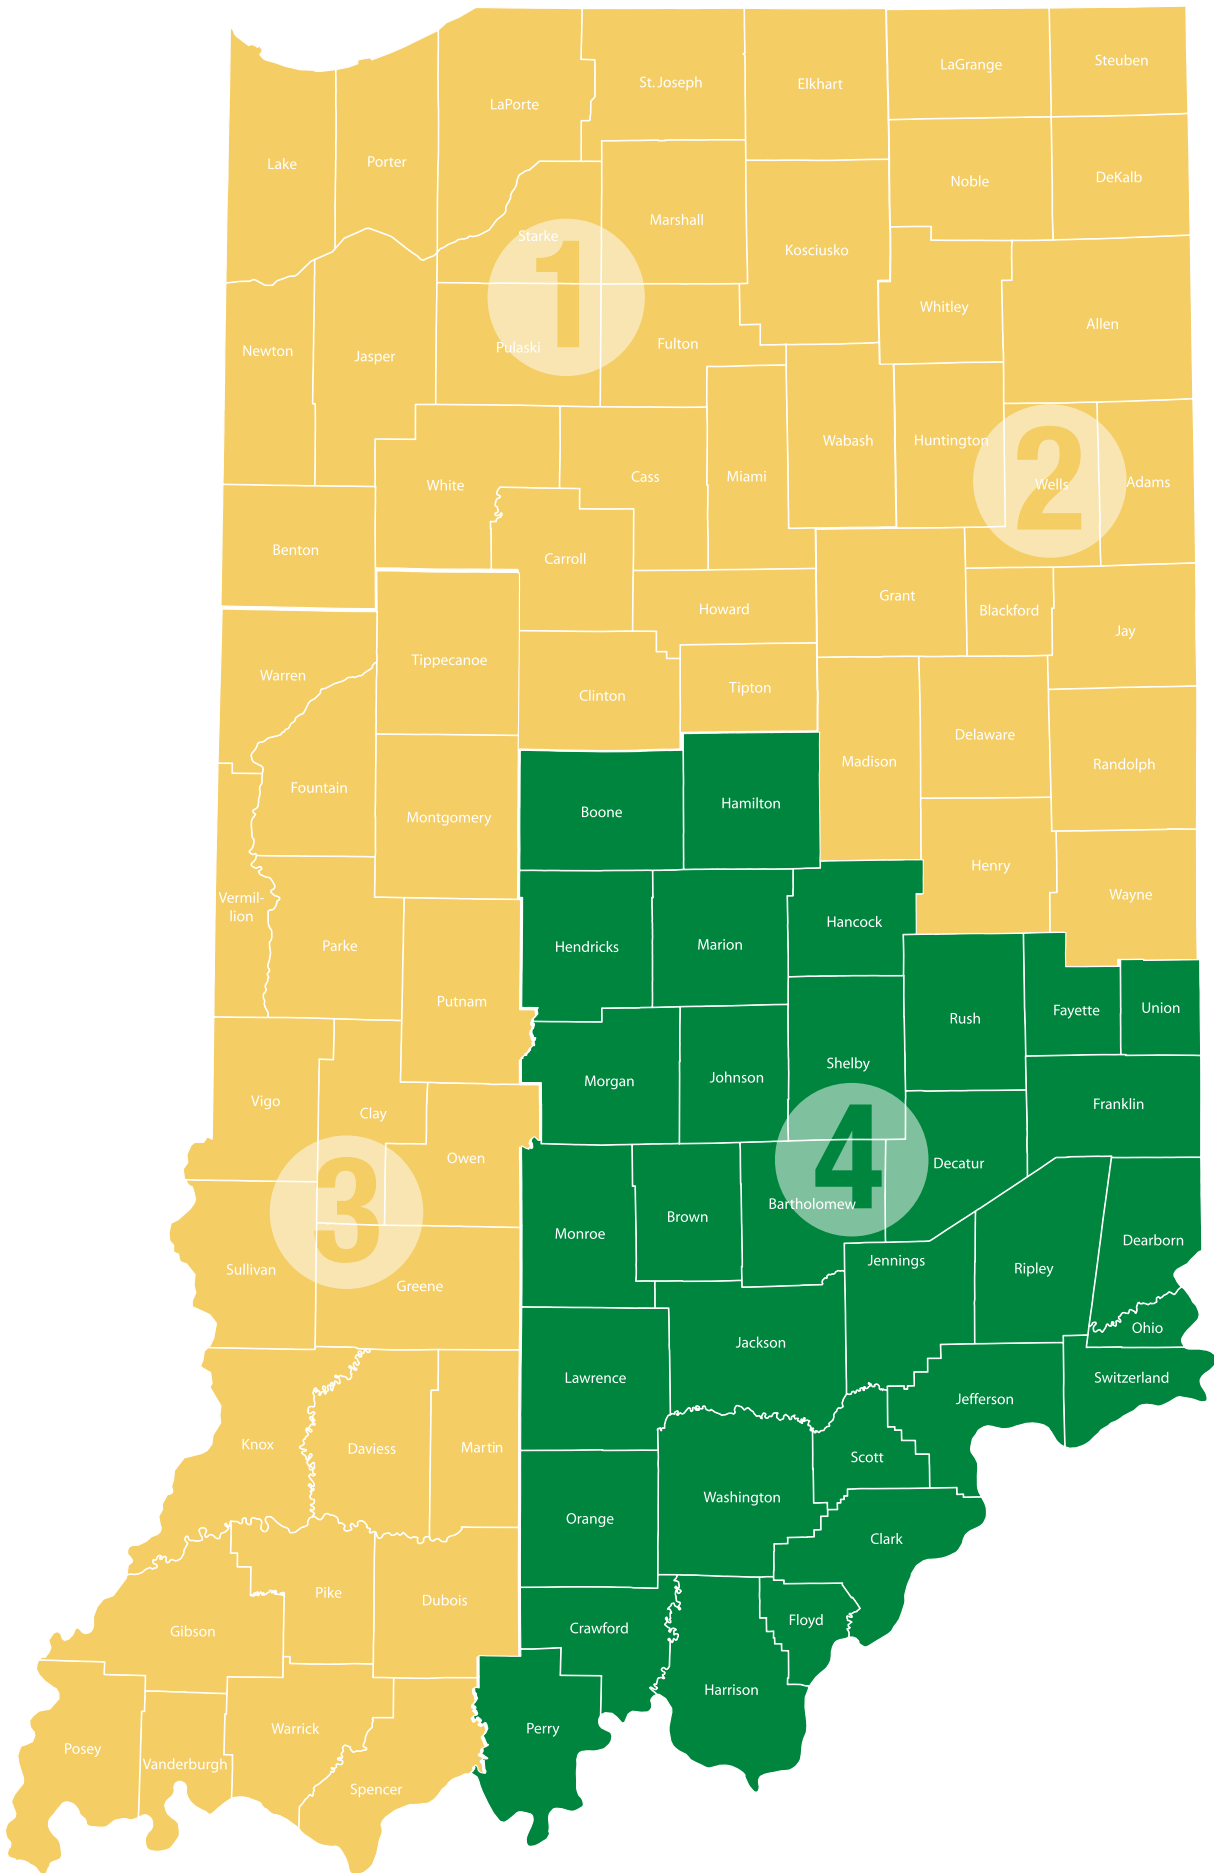 Steuben
LaGrange
St. Joseph
Elkhart
LaPorte
Porter
Lake
DeKalb
Noble
Marshall
Starke
Kosciusko
1
Whitley
Allen
Fulton
Pulaski
Newton
Jasper
Wabash
Huntington
2
Wells
Adams
Cass
Miami
White
Benton
Carroll
Grant
Howard
Blackford
Jay
Tippecanoe
Warren
Clinton
Tipton
Delaware
Madison
Randolph
Fountain
Boone
Hamilton
Montgomery
Henry
Wayne
Vermil-
lion
Parke
Hendricks
Marion
Hancock
Putnam
Rush
Fayette
Union
Shelby
Johnson
Morgan
Vigo
Clay
Franklin
Owen
4
Decatur
3
Bartholomew
Brown
Monroe
Dearborn
Jennings
Ripley
Sullivan
Greene
Ohio
Jackson
Lawrence
Switzerland
Jefferson
Knox
Daviess
Martin
Scott
Washington
Orange
Clark
Pike
Dubois
Floyd
Crawford
Gibson
Harrison
Perry
Warrick
Posey
Vanderburgh
Spencer